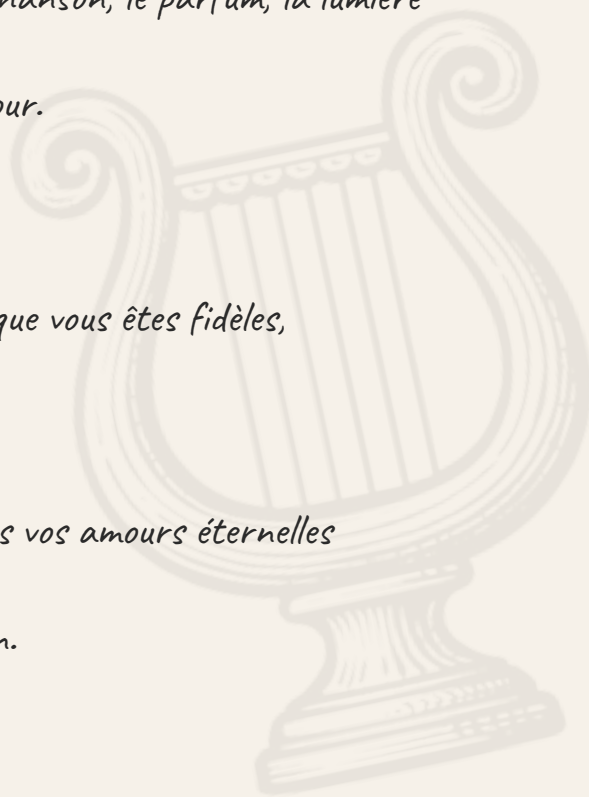 chanson, le parfum, la lumière
our.
que vous êtes fidèles,
s vos amours éternelles
n.